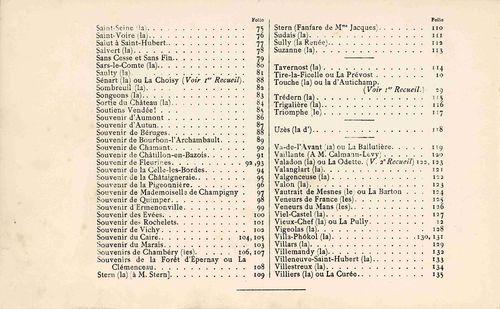 Folio
Saint-Seine (la). 75
Saint-Voire (la) 76
Salut à Saint-Hubert. 77
Salvert (la). 78
Sans Cesse et Sans Fin. 79
Sars-le-Comte (la). 80
Saulty (la) 81
Sénart (la) ou La Choisy (Voir 1er Recueil). 88
Sombreuil (la) 82
Songeons (la) 83
Sortie du Château (la) 84
Soutiens Vendée! 85
Souvenir d'Aumont 86
Souvenir d'Autun. 87
Souvenir de Béruges. 88
Souvenir de Bourbon-l'Archambault. 89
Souvenir de Chamant. 90
Souvenir de Châtillon-en-Bazois. 91
Souvenir de Fleurines 92, 93
Souvenir de la Celle-les-Bordes. 94
Souvenir de la Châtaigneraie. 95
Souvenir de la Pigeonnière. 96
Souvenir de Mademoiselle de Champigny 97
Souvenir de Quimper. 98
Souvenir d'Ermenonville. 99
Souvenir des Evées. 100
Souvenir des Rochelets. 101
Souvenir de Vichy 102
Souvenir du Caire. 104, 105
Souvenir du Marais. 103
Souvenirs de Chambéry (les). 106, 107
Souvenirs de la Forêt d'Epernay ou La
Clémenceau. 108
Stern (la) [à M. Stern]. 109
Folio
Stern (Fanfare de Mme Jacques). 110
Sudais (la) 111
Sully (la Renée) 112
Suzanne (la) 113
Tavernost (la) 114
Tire-la-Ficelle ou La Prévost 10
Touche (la) ou la d'Autichamp.
(Voir 1er Recueil.) 29
Trédern (la) 115
Trigalière (la) 116
Triomphe (le) 117
Uzès (la d') 118
Va-de-l'Avant (la) ou La Ballutière. 119
Vaillante (A M. Calmann-Levy) 120
Valadon (la) ou La Odette. (V. 2e Recueil) 122, 123
Valangiart (la) 121
Valgenceuse (la) 122
Valon (la) 123
Vautrait de Mesnes (le) ou La Barton 124
Veneurs de France (les) 125
Veneurs du Mans (les) 126
Viel-Castel (la) 127
Vieux-Chef (la) ou La Pully 12
Vigeolas (la) 128
Villa-Phökol (la) 130, 131
Villars (la) 129
Villemandy (la) 132
Villeneuve-Saint-Hubert (la) 133
Villestreux (la) 134
Villiers (la) ou La Curée. 135